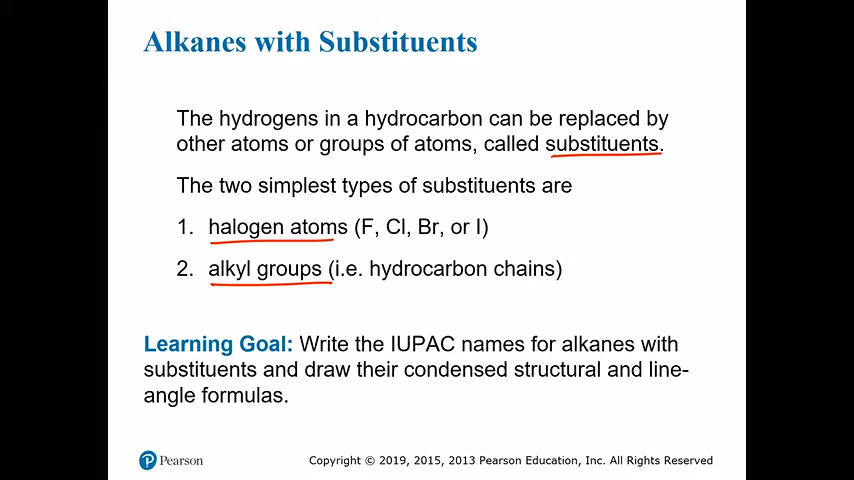 Alkanes with Substituents
The hydrogens in a hydrocarbon can be replaced by
other atoms or groups of atoms, called substituents.
The two simplest types of substituents are
1. halogen atoms (F, Cl, Br, or I)
2. alkyl groups (i.e. hydrocarbon chains)
Learning Goal: Write the IUPAC names for alkanes with
substituents and draw their condensed structural and line-
angle formulas.
P Pearson Copyright © 2019, 2015, 2013 Pearson Education, Inc. All Rights Reserved